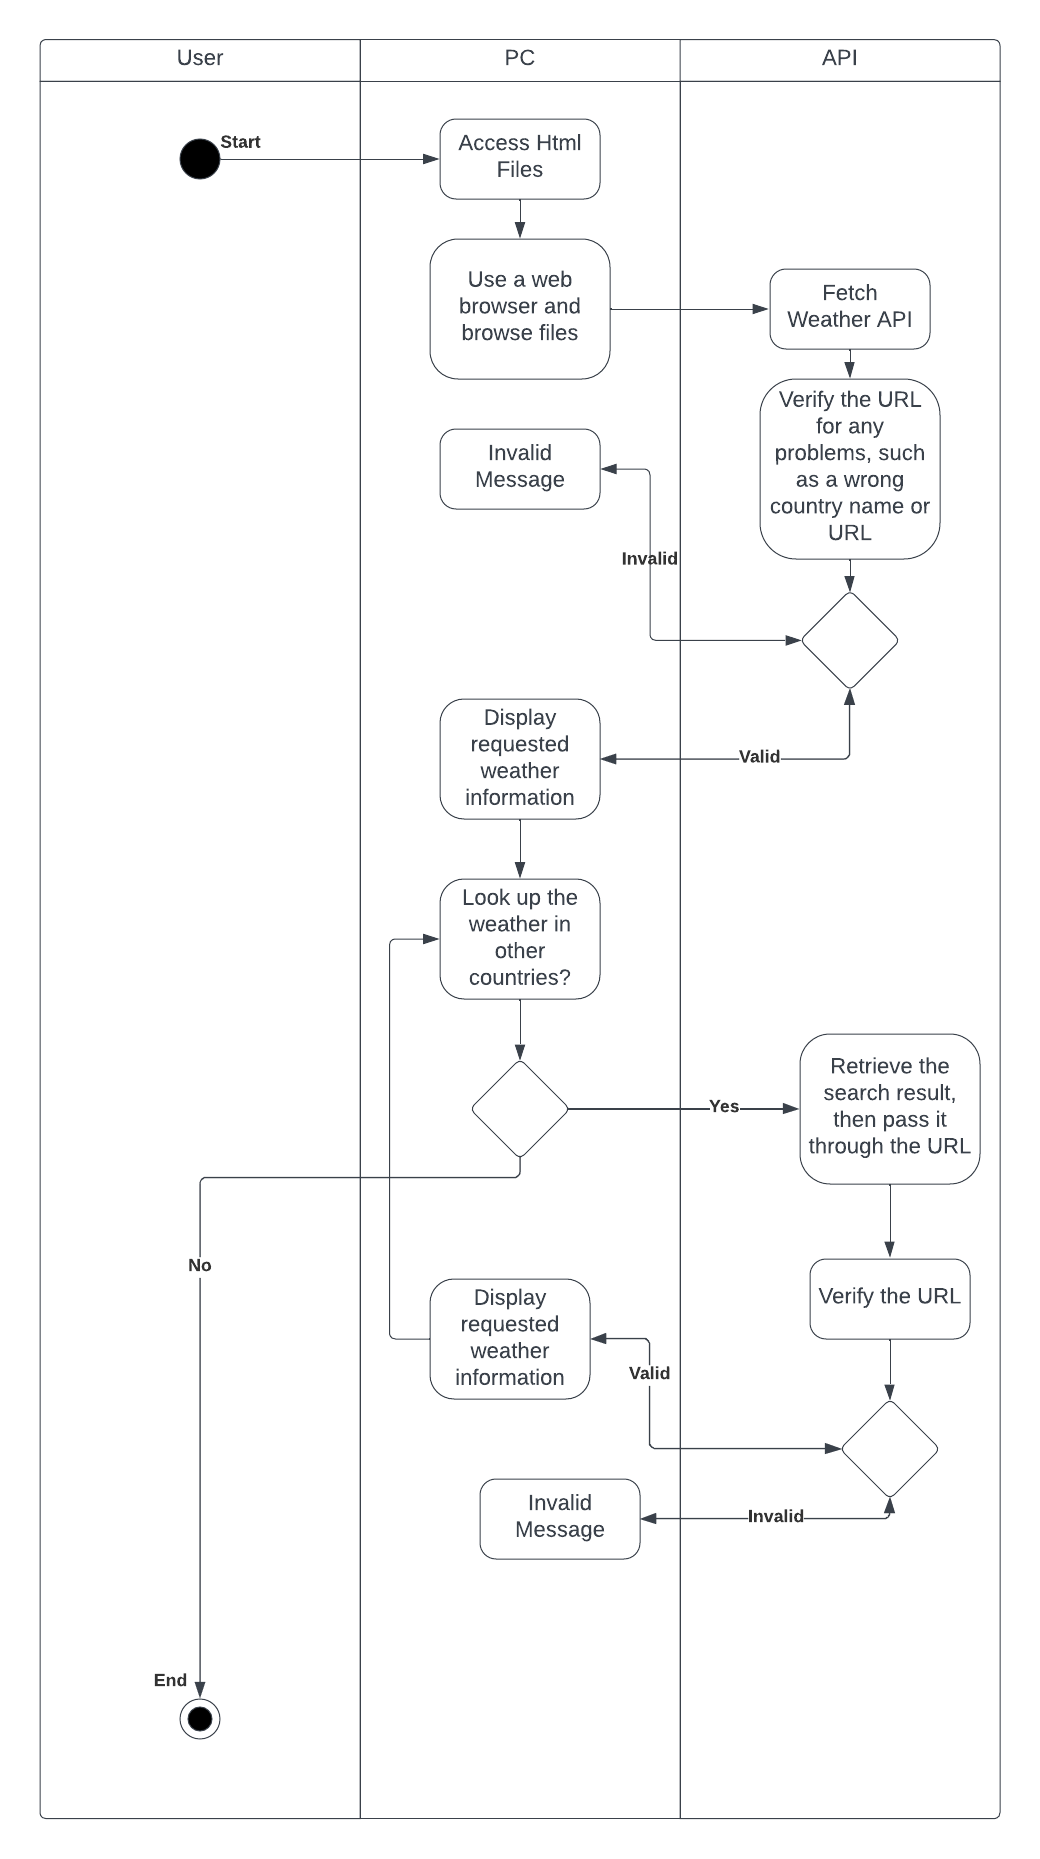 User
PC
API
Start
Access Html
Files
Use a web
browser and
browse files
Fetch
Weather API
Verify the URL
for any
problems, such
as a wrong
country name or
URL
Invalid
Message
Invalid
Display
requested
weather
information
Valid
Look up the
weather in
other
countries?
Yes
Retrieve the
search result,
then pass it
through the URL
No
Verify the URL
Display
requested
weather
information
Valid
Invalid
Message
Invalid
End